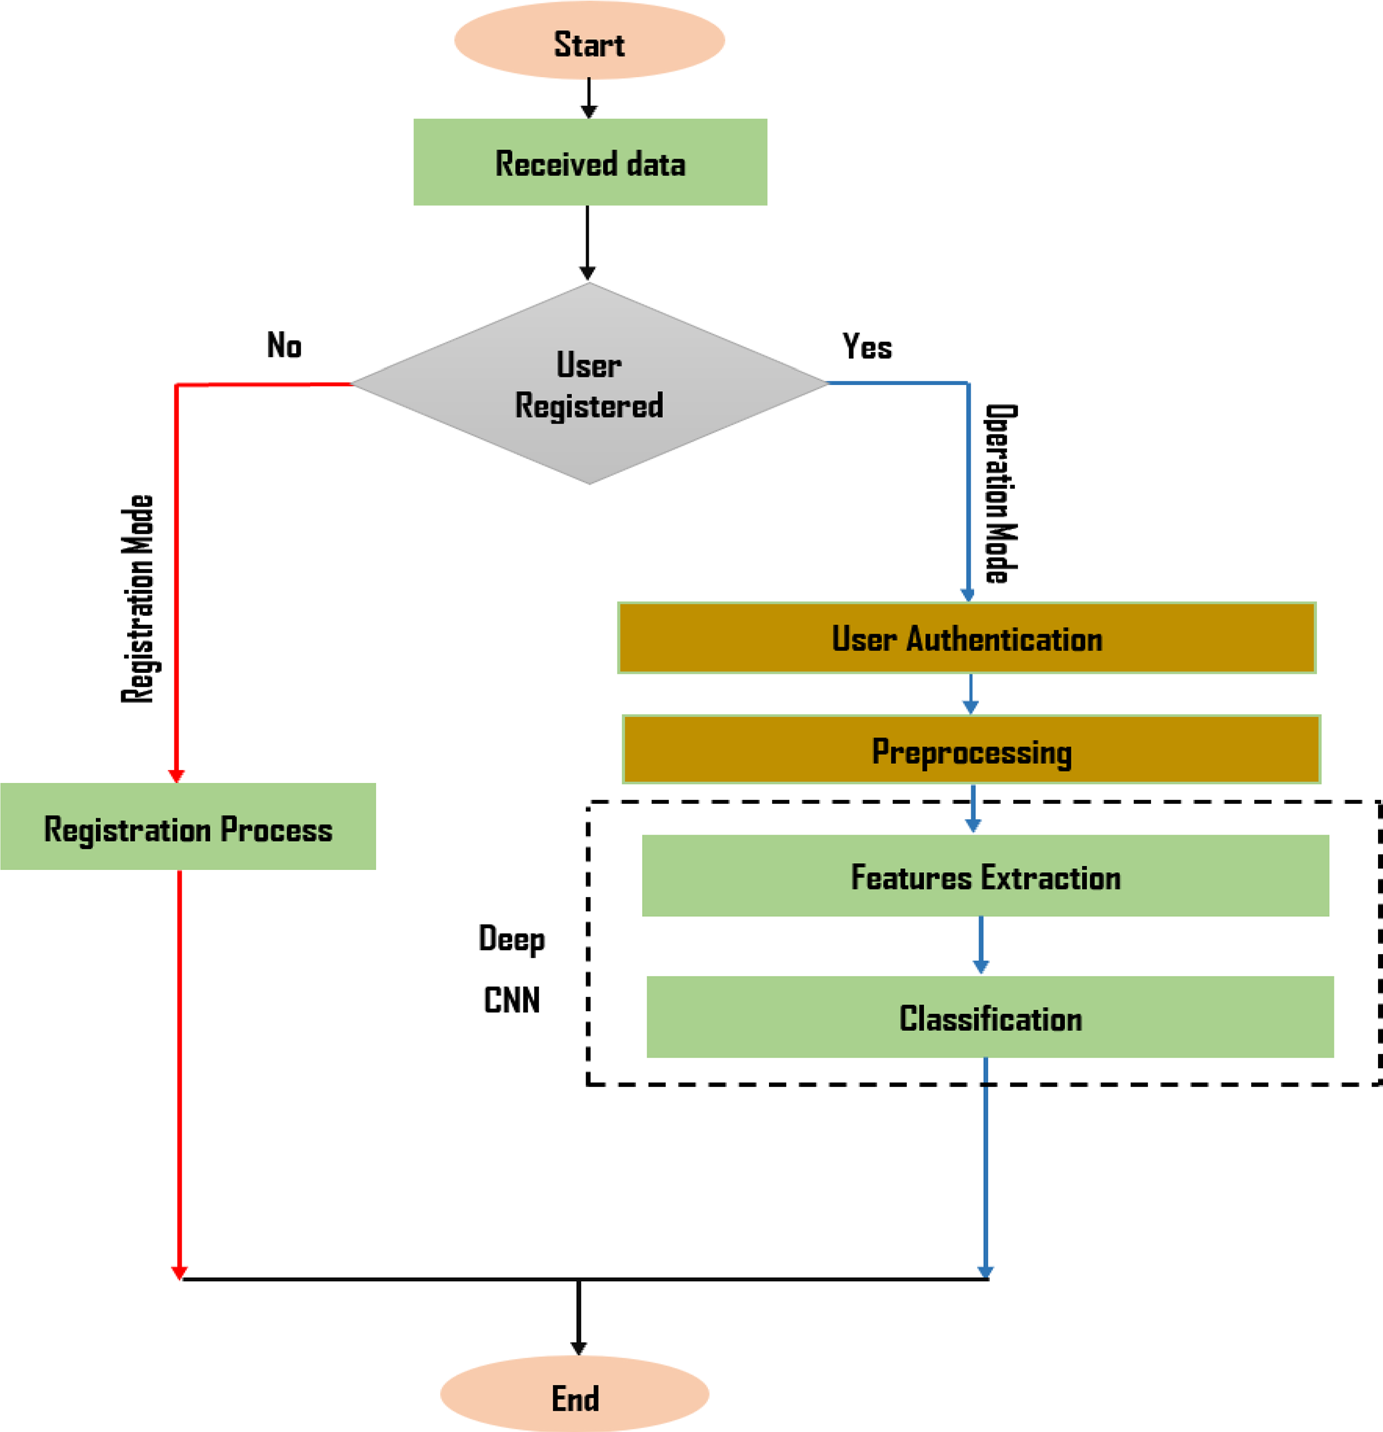 Start
Received data
No
Yes
User
Registered
Operation Mode
Registration Mode
User Authentication
Preprocessing
Registration Process
Features Extraction
Deep
CNN
Classification
End